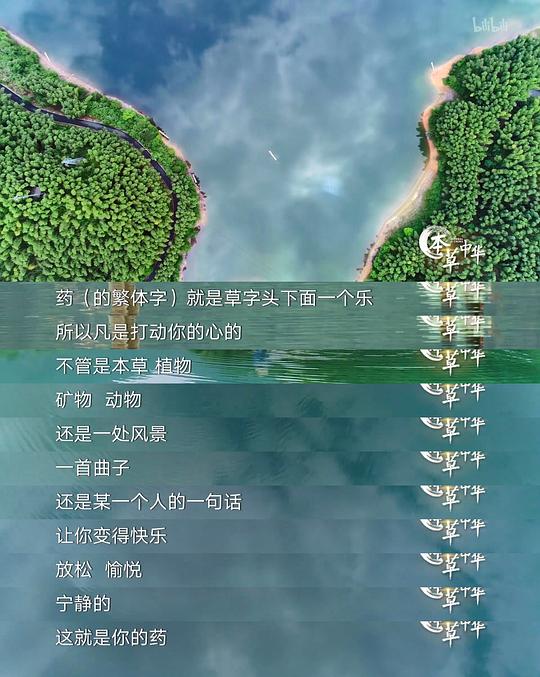 bilibili
本草中华
药（的繁体字）就是草字头下面一个乐
所以凡是打动你的心的
不管是本草 植物
矿物 动物
还是一处风景
一首曲子
还是某一个人的一句话
让你变得快乐
放松 愉悦
宁静的
这就是你的药